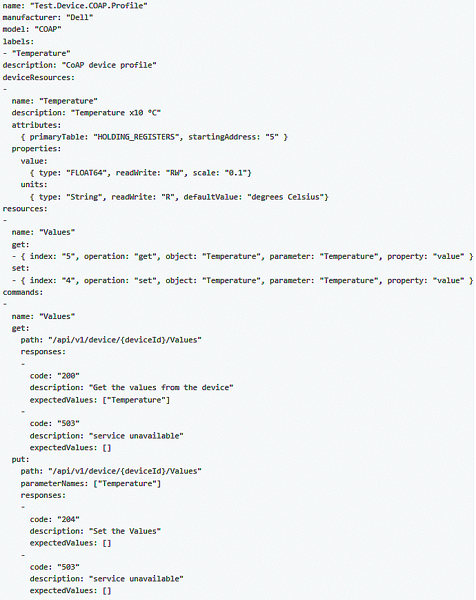 name: "Test.Device.COAP.Profile"
manufacturer: "Dell"
model: "COAP"
labels:
- "Temperature"
description: "CoAP device profile"
deviceResources:
-
name: "Temperature"
description: "Temperature x10 °C"
attributes:
{ primaryTable: "HOLDING_REGISTERS", startingAddress: "5" }
properties:
value:
{ type: "FLOAT64", readWrite: "RW", scale: "0.1"}
units:
{ type: "String", readWrite: "R", defaultValue: "degrees Celsius"}
resources:
-
name: "Values"
get:
- { index: "5", operation: "get", object: "Temperature", parameter: "Temperature", property: "value" }
set:
- { index: "4", operation: "set", object: "Temperature", parameter: "Temperature", property: "value" }
commands:
-
name: "Values"
get:
path: "/api/v1/device/{deviceId}/Values"
responses:
-
code: "200"
description: "Get the values from the device"
expectedValues: ["Temperature"]
-
code: "503"
description: "service unavailable"
expectedValues: []
put:
path: "/api/v1/device/{deviceId}/Values"
parameterNames: ["Temperature"]
responses:
-
code: "204"
description: "Set the Values"
expectedValues: []
-
code: "503"
description: "service unavailable"
expectedValues: []